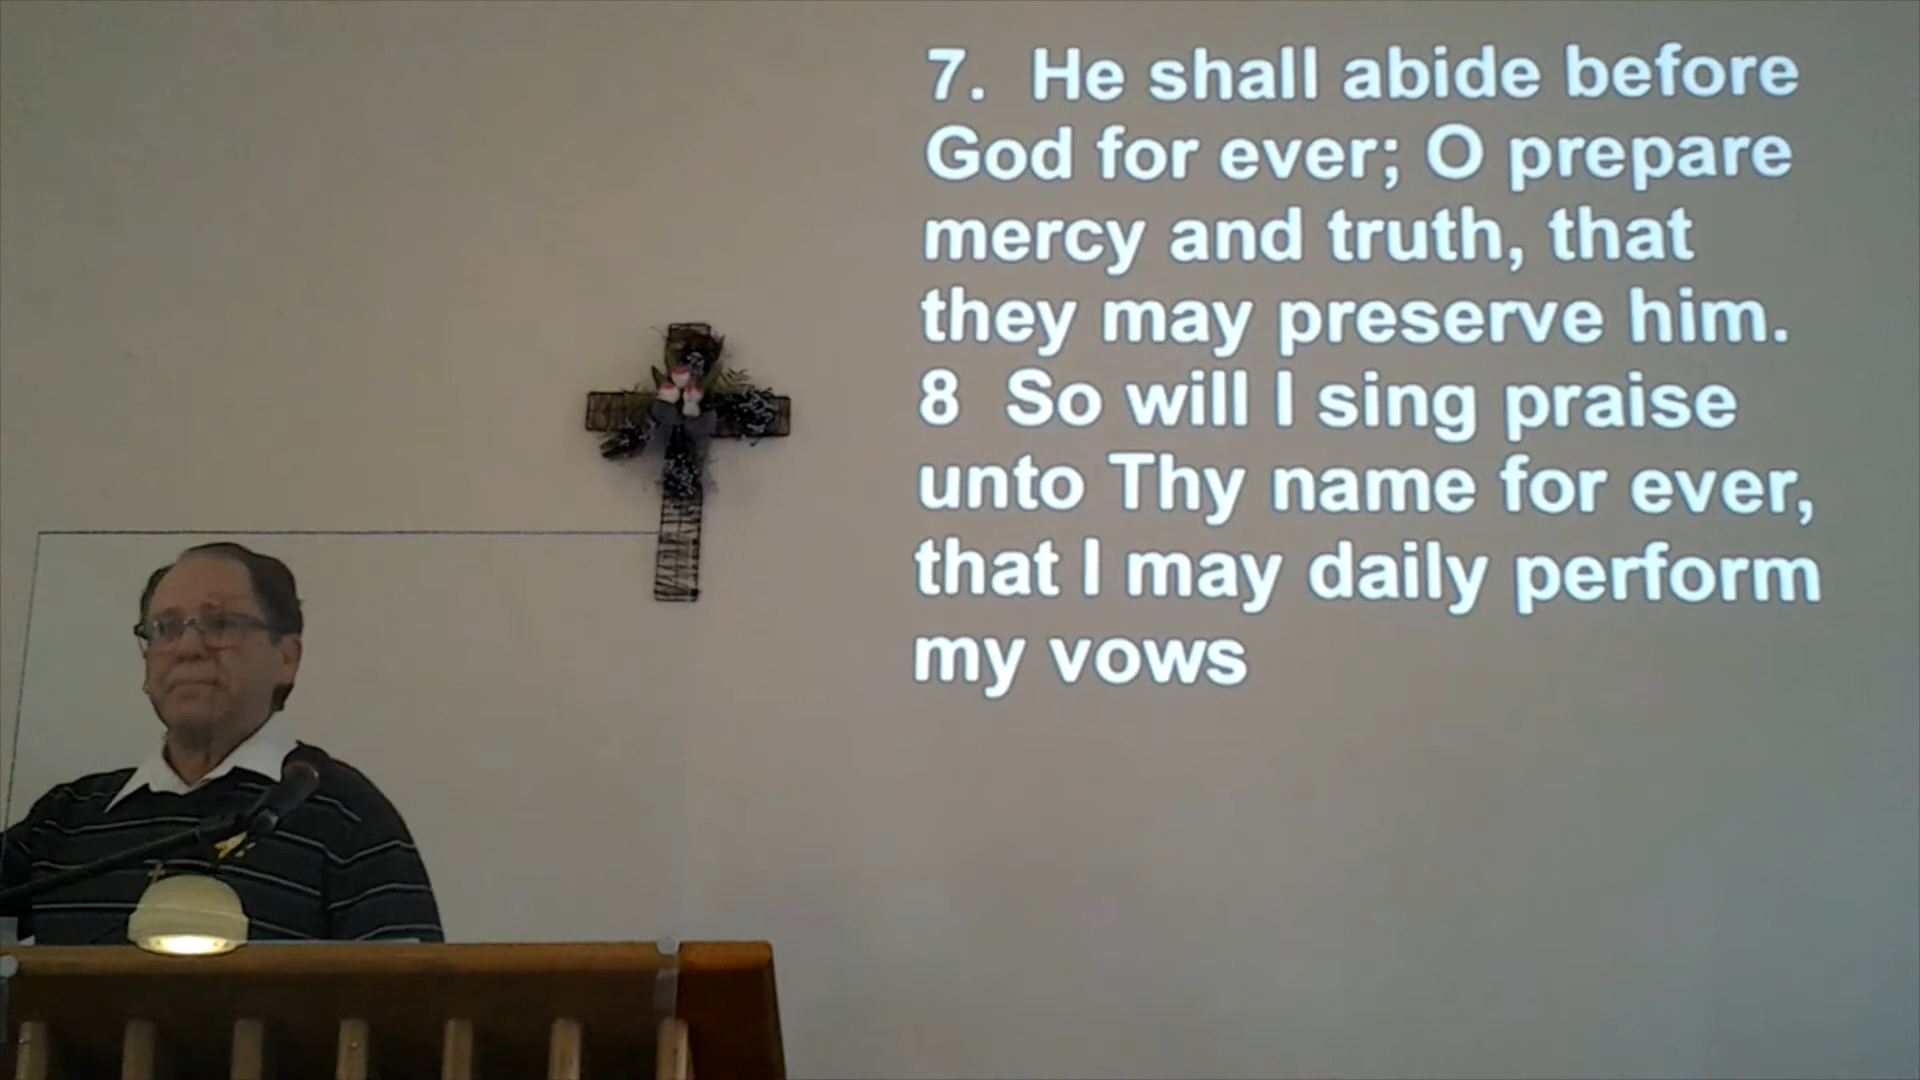 7. He shall abide before
God for ever; O prepare
mercy and truth, that
they may preserve him.
8 So will I sing praise
unto Thy name for ever,
that I may daily perform
my vows